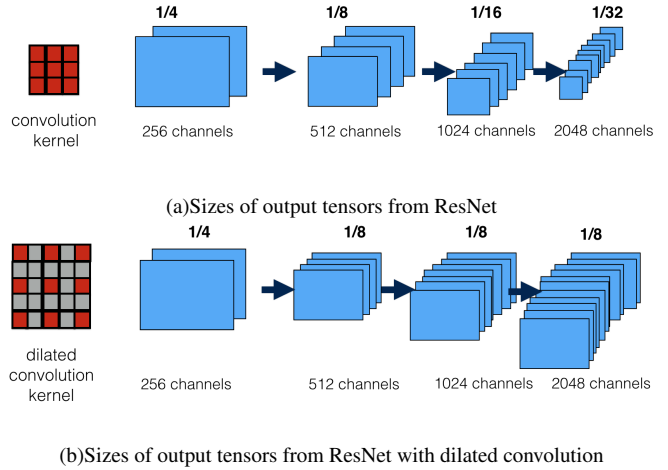 1/4 1/8 1/16 1/32
convolution
kernel
256 channels 512 channels 1024 channels 2048 channels
(a)Sizes of output tensors from ResNet
1/4 1/8 1/8 1/8
dilated
convolution
kernel
256 channels 512 channels 1024 channels 2048 channels
(b)Sizes of output tensors from ResNet with dilated convolution